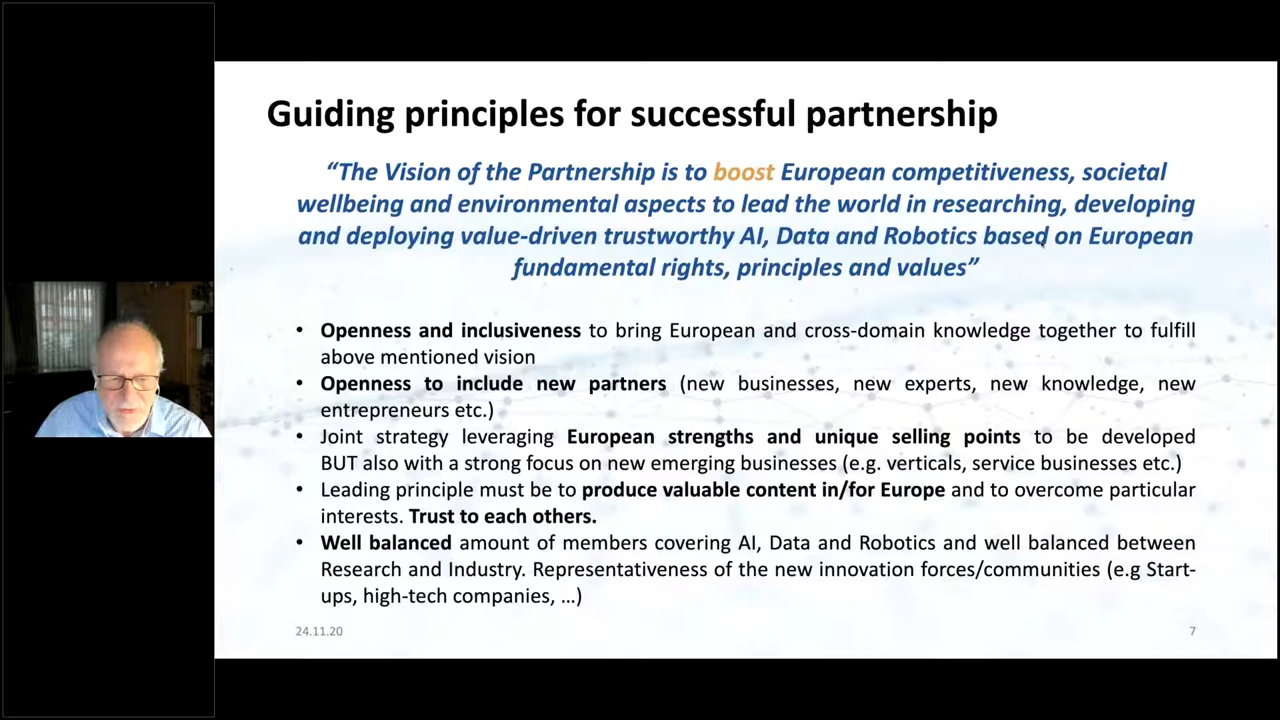 Guiding principles for successful partnership
“The Vision of the Partnership is to boost European competitiveness, societal
wellbeing and environmental aspects to lead the world in researching, developing
and deploying value-driven trustworthy AI, Data and Robotics based on European
fundamental rights, principles and values”
• Openness and inclusiveness to bring European and cross-domain knowledge together to fulfill
above mentioned vision
• Openness to include new partners (new businesses, new experts, new knowledge, new
entrepreneurs etc.)
• Joint strategy leveraging European strengths and unique selling points to be developed
BUT also with a strong focus on new emerging businesses (e.g. verticals, service businesses etc.)
• Leading principle must be to produce valuable content in/for Europe and to overcome particular
interests. Trust to each others.
• Well balanced amount of members covering AI, Data and Robotics and well balanced between
Research and Industry. Representativeness of the new innovation forces/communities (e.g Start-
ups, high-tech companies, …)
24.11.20
7